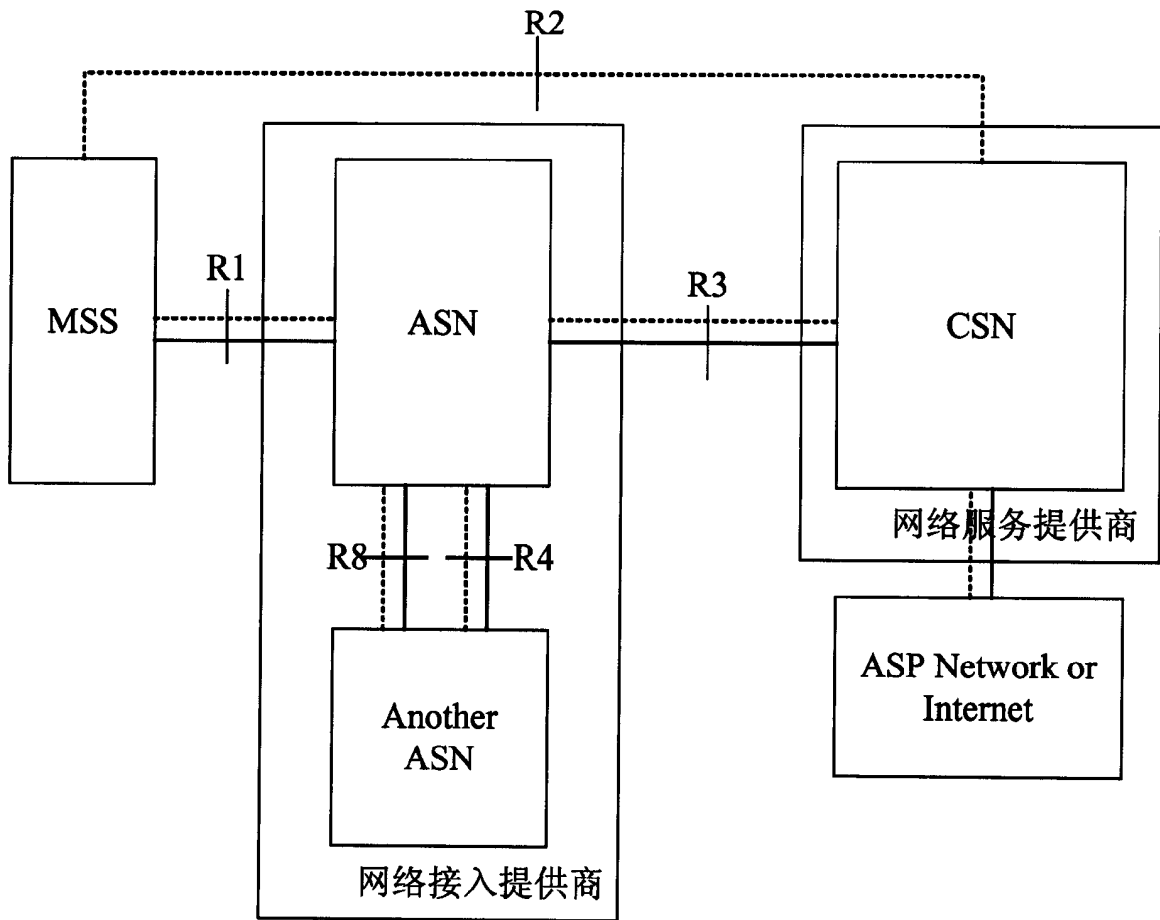 R2
R1
R3
MSS
ASN
CSN
网络服务提供商
R8
R4
ASP Network or
Internet
Another
ASN
网络接入提供商